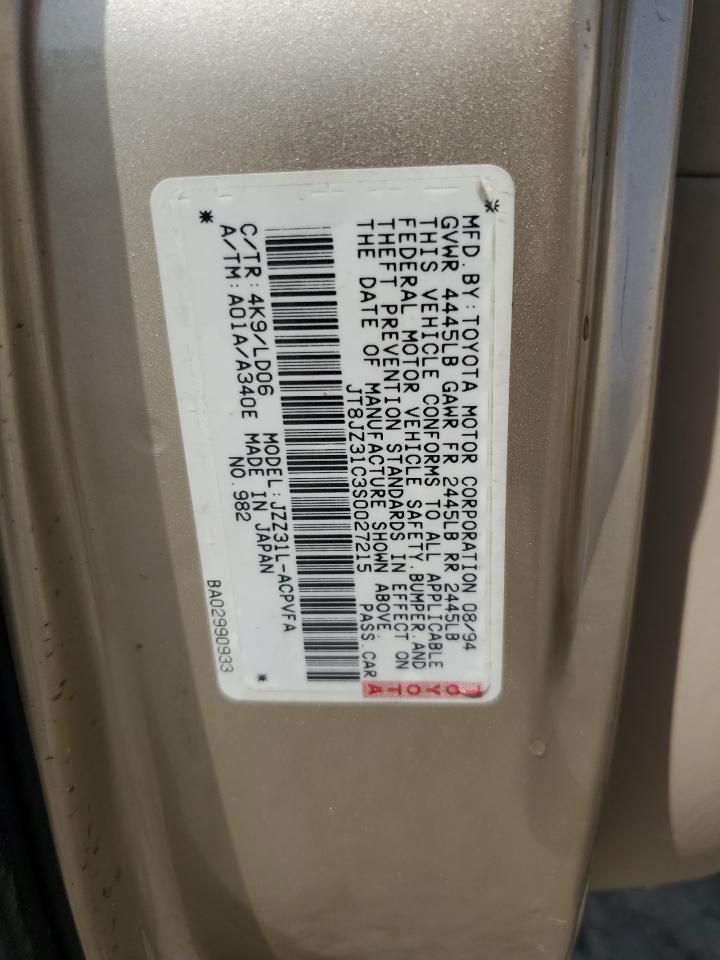 MFD. BY: TOYOTA MOTOR CORPORATION 08/94
GVWR 4445LB GAWR FR 2445LB RR 2445LB
THIS VEHICLE CONFORMS TO ALL APPLICABLE
FEDERAL MOTOR VEHICLE SAFETY, BUMPER, AND
THEFT PREVENTION STANDARDS IN EFFECT ON
THE DATE OF MANUFACTURE SHOWN ABOVE.
JT8JZ31C3S0027215 PASS. CAR
TOYOTA
C/TR: 4K9/LD06 MODEL: JZZ31L-ACPVFA
A/TM: A01A/A340E MADE IN JAPAN
NO. 982
BA02990933